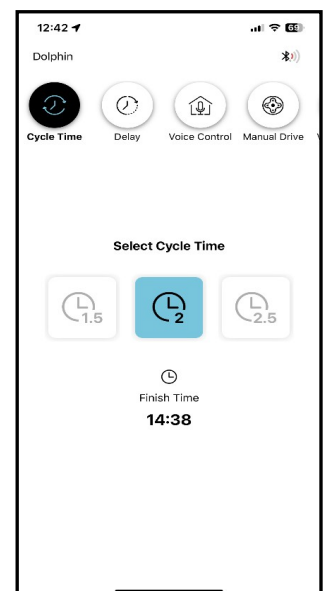 12:42 69
Dolphin
Cycle Time Delay Voice Control Manual Drive
Select Cycle Time
1.5 2 2.5
Finish Time
14:38